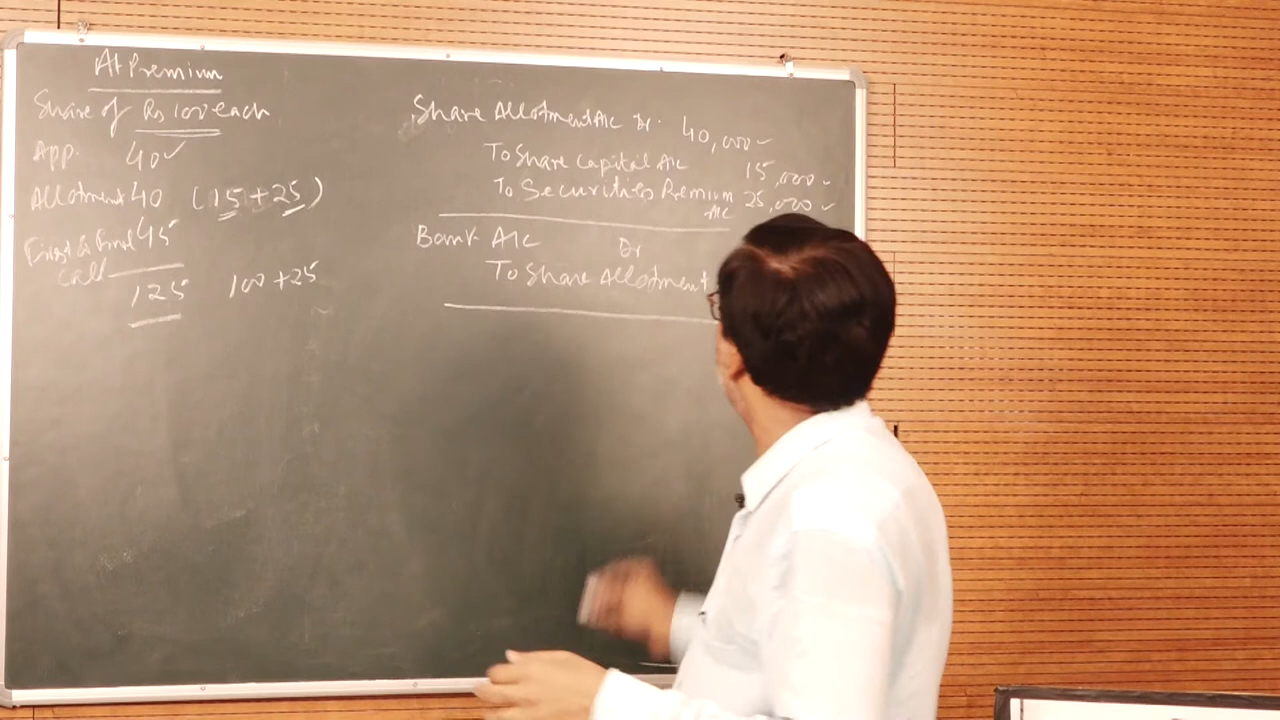 At Premium
Share of Rs 100 each
App. 40✓
Allotment 40 (15+25)
First & Final 45
call
125 100+25
Share Allotment A/c Dr. 40,000✓
To Share Capital A/c 15,000✓
To Securities Premium 25,000✓
A/c
Bank A/c Dr
To Share Allotment